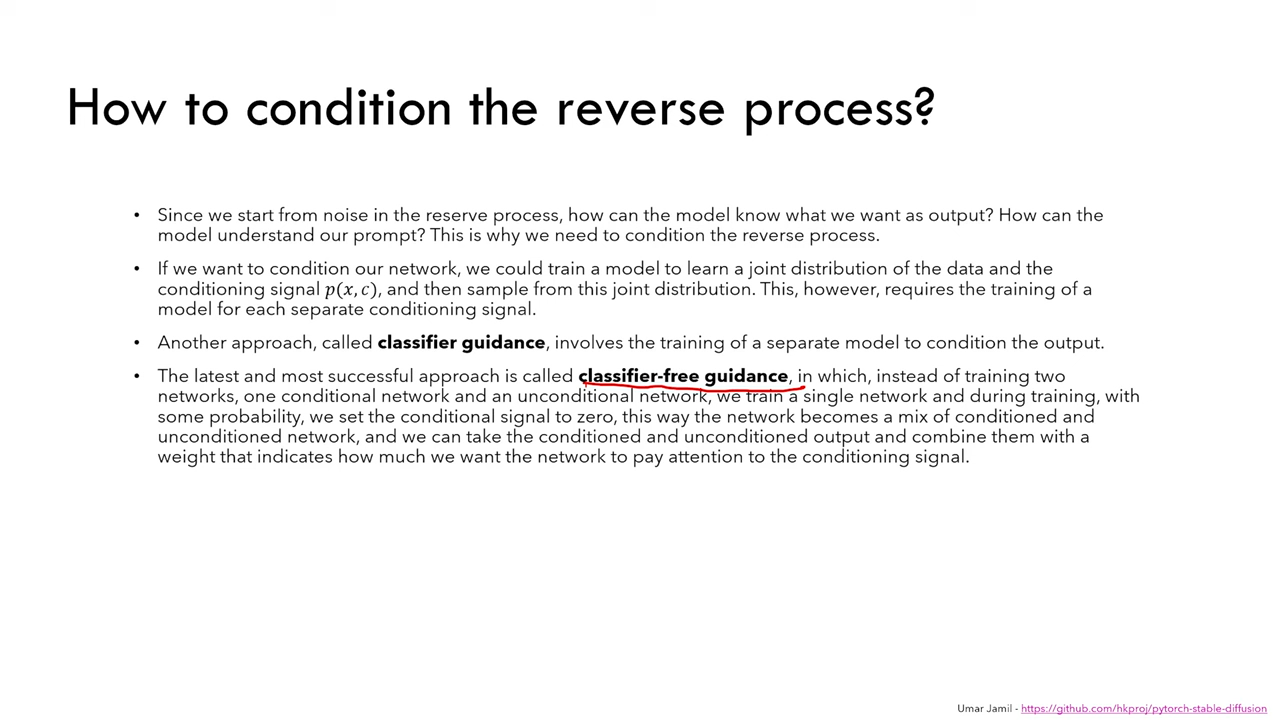 How to condition the reverse process?
• Since we start from noise in the reserve process, how can the model know what we want as output? How can the
model understand our prompt? This is why we need to condition the reverse process.
• If we want to condition our network, we could train a model to learn a joint distribution of the data and the
conditioning signal p(x, c), and then sample from this joint distribution. This, however, requires the training of a
model for each separate conditioning signal.
• Another approach, called classifier guidance, involves the training of a separate model to condition the output.
• The latest and most successful approach is called classifier-free guidance, in which, instead of training two
networks, one conditional network and an unconditional network, we train a single network and during training, with
some probability, we set the conditional signal to zero, this way the network becomes a mix of conditioned and
unconditioned network, and we can take the conditioned and unconditioned output and combine them with a
weight that indicates how much we want the network to pay attention to the conditioning signal.
Umar Jamil - https://github.com/hkproj/pytorch-stable-diffusion